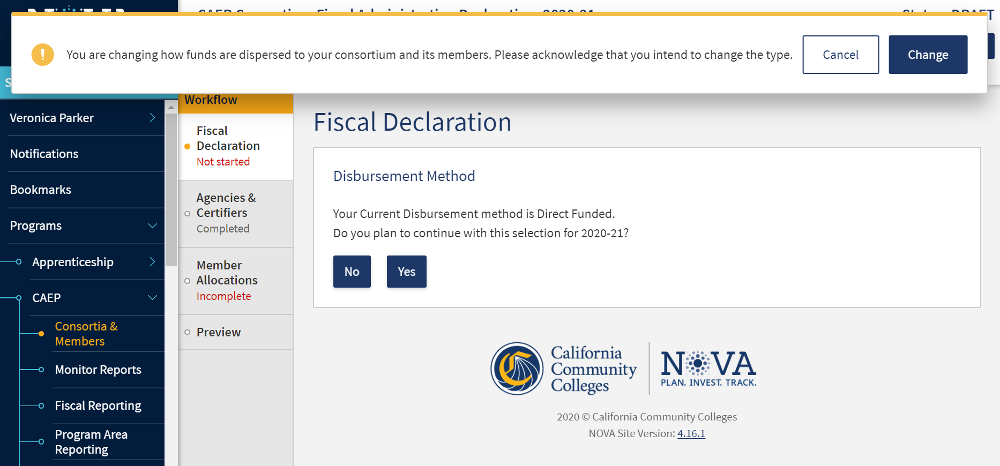 You are changing how funds are dispersed to your consortium and its members. Please acknowledge that you intend to change the type.
Cancel
Change
Veronica Parker
Notifications
Bookmarks
Programs
Apprenticeship
CAEP
Consortia &
Members
Monitor Reports
Fiscal Reporting
Program Area
Reporting
Workflow
Fiscal
Declaration
Not started
Agencies &
Certifiers
Completed
Member
Allocations
Incomplete
Preview
Fiscal Declaration
Disbursement Method
Your Current Disbursement method is Direct Funded.
Do you plan to continue with this selection for 2020-21?
No
Yes
California
Community
Colleges
NOVA
PLAN. INVEST. TRACK.
2020 © California Community Colleges
NOVA Site Version: 4.16.1